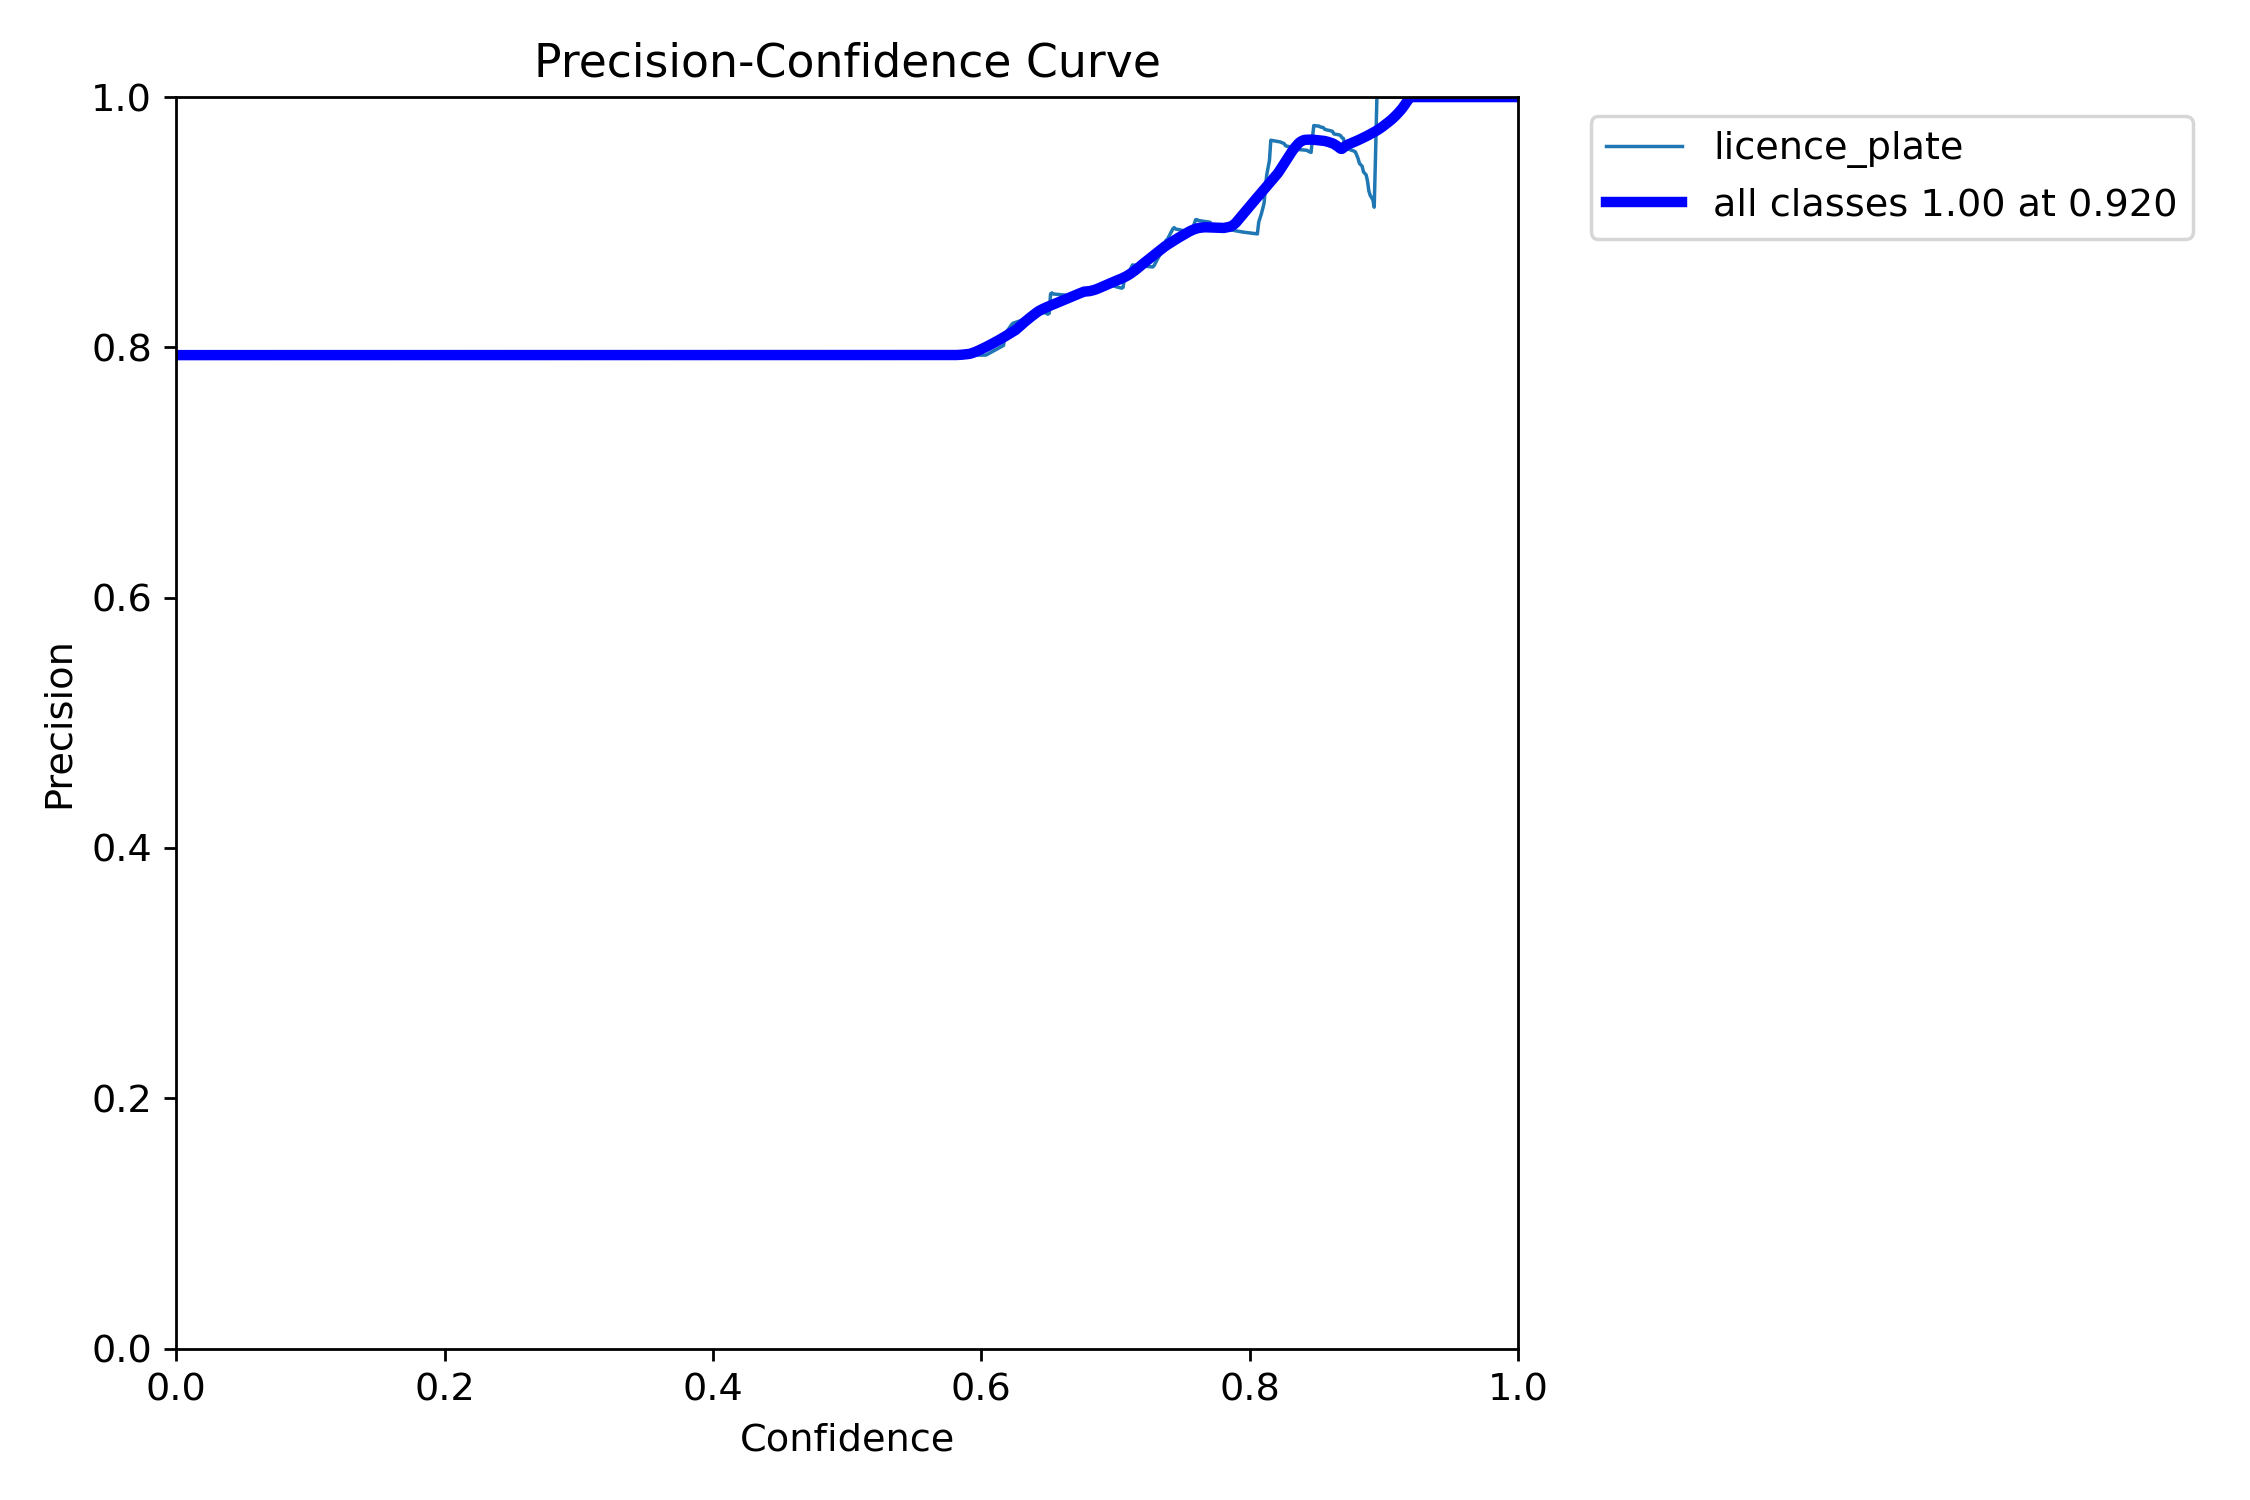 Precision-Confidence Curve
1.0
0.8
0.6
0.4
0.2
0.0
Precision
0.0 0.2 0.4 0.6 0.8 1.0
Confidence
licence_plate
all classes 1.00 at 0.920